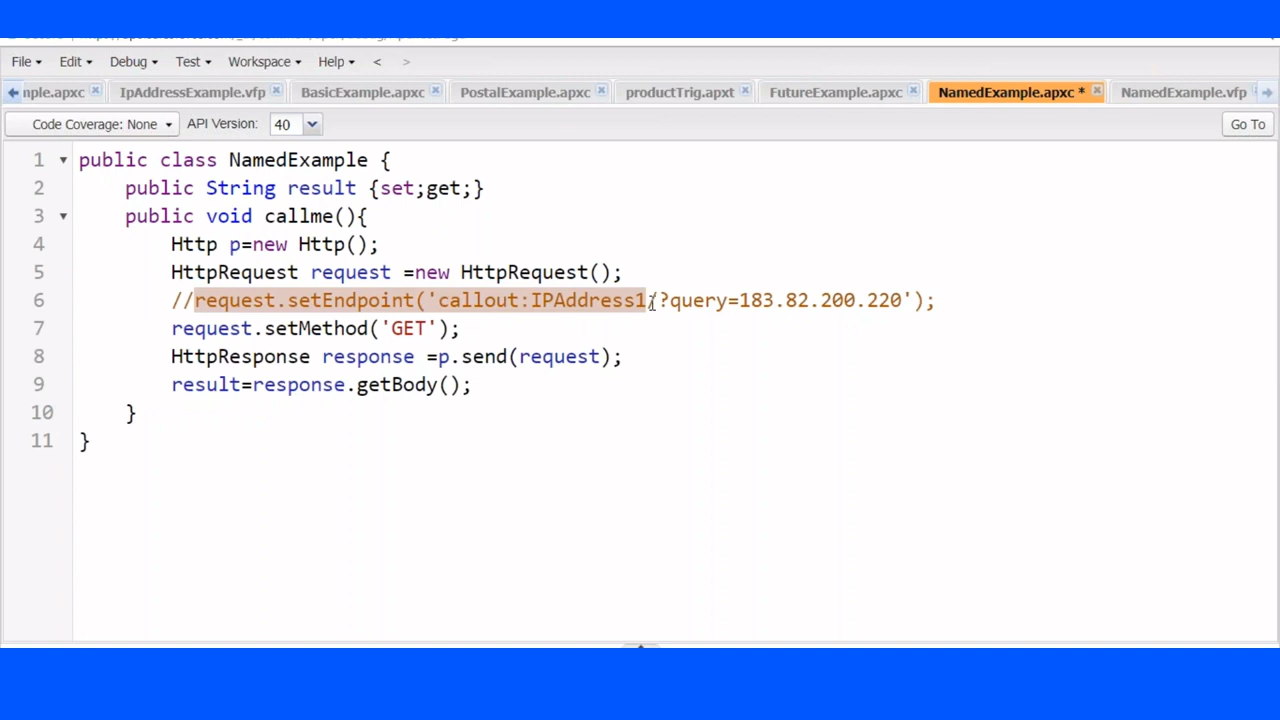 File Edit Debug Test Workspace Help < >
mple.apxc IpAddressExample.vfp BasicExample.apxc PostalExample.apxc productTrig.apxt FutureExample.apxc NamedExample.apxc * NamedExample.vfp
Code Coverage: None API Version: 40 Go To
1 public class NamedExample {
2 public String result {set;get;}
3 public void callme(){
4 Http p=new Http();
5 HttpRequest request =new HttpRequest();
6 //request.setEndpoint('callout:IPAddress1/?query=183.82.200.220');
7 request.setMethod('GET');
8 HttpResponse response =p.send(request);
9 result=response.getBody();
10 }
11 }